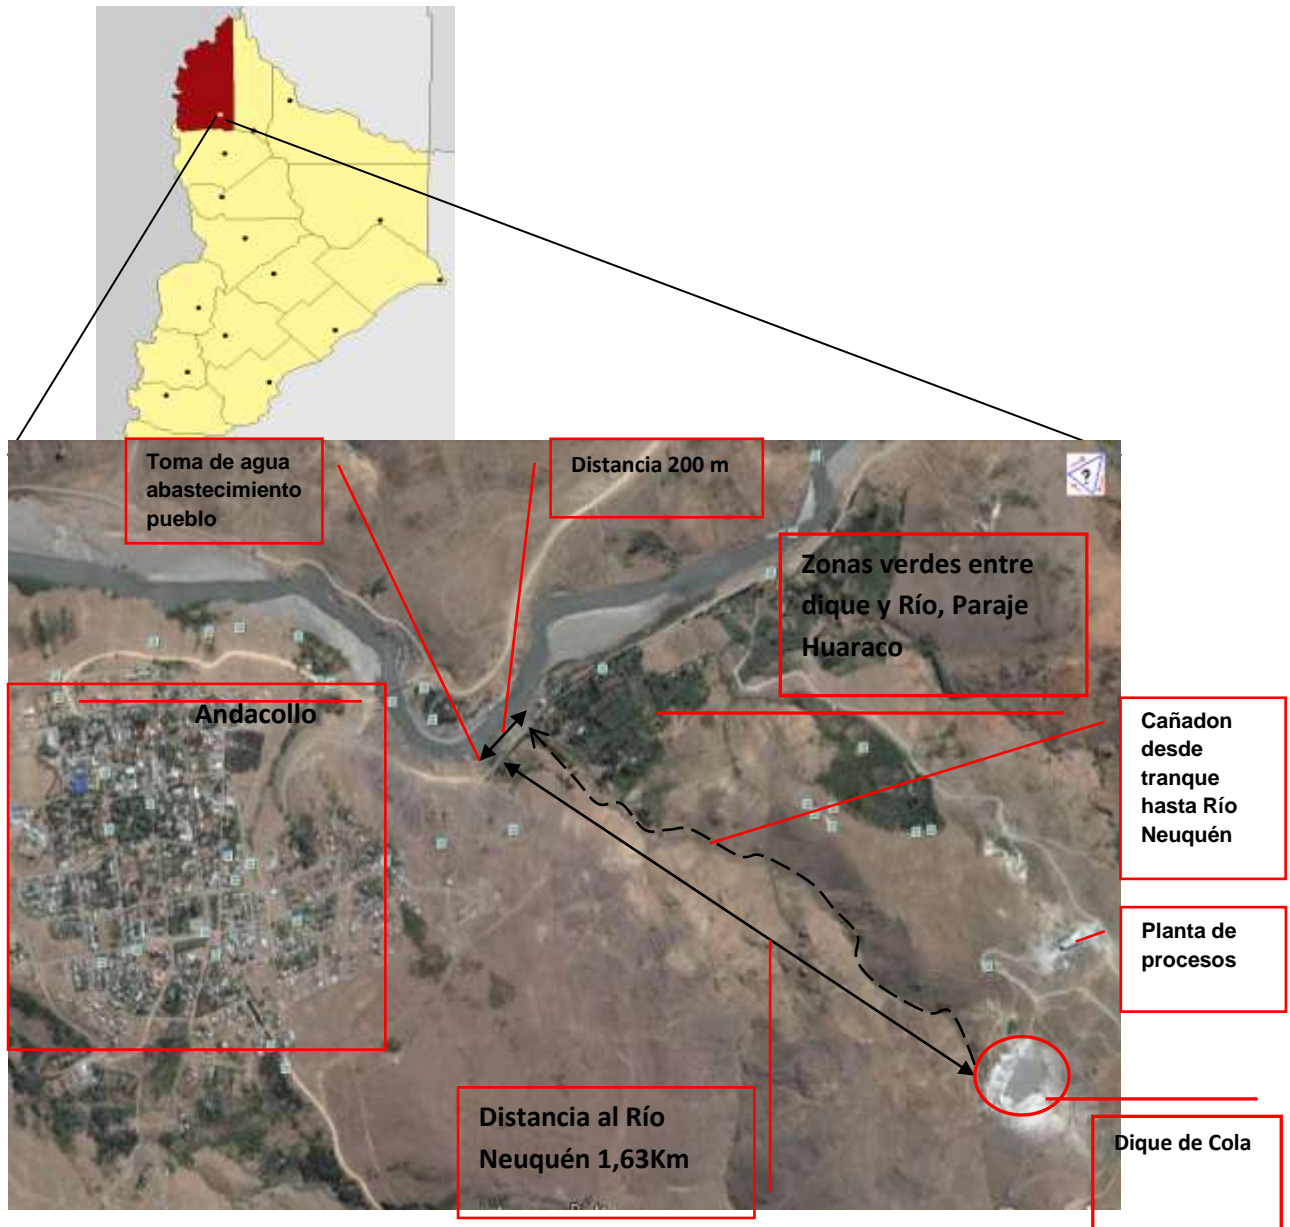 Toma de agua
abastecimiento
pueblo
Distancia 200 m
Zonas verdes entre
dique y Río, Paraje
Huaraco
Andacollo
Cañadon
desde
tranque
hasta Río
Neuquén
Planta de
procesos
Distancia al Río
Neuquén 1,63Km
Dique de Cola